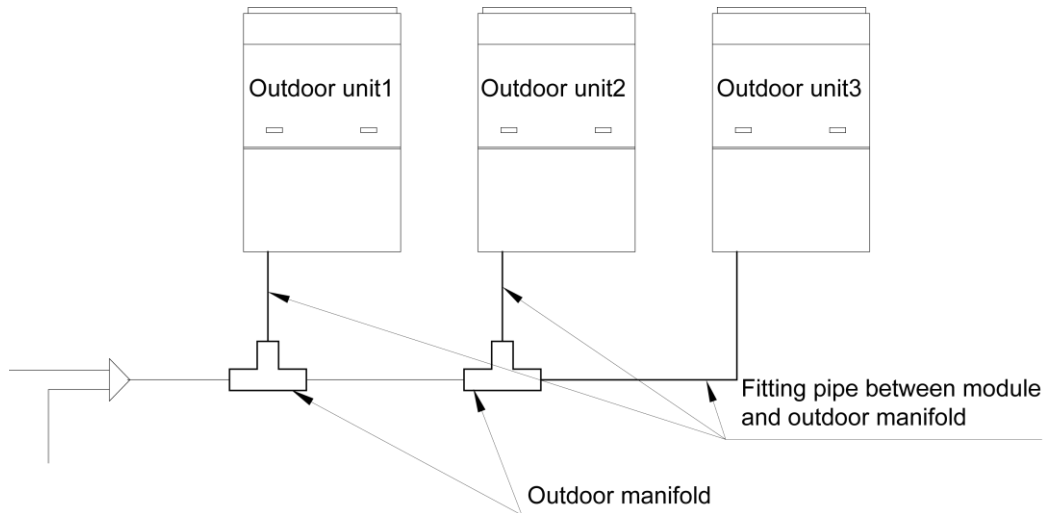 Outdoor unit1
Outdoor unit2
Outdoor unit3
Fitting pipe between module
and outdoor manifold
Outdoor manifold